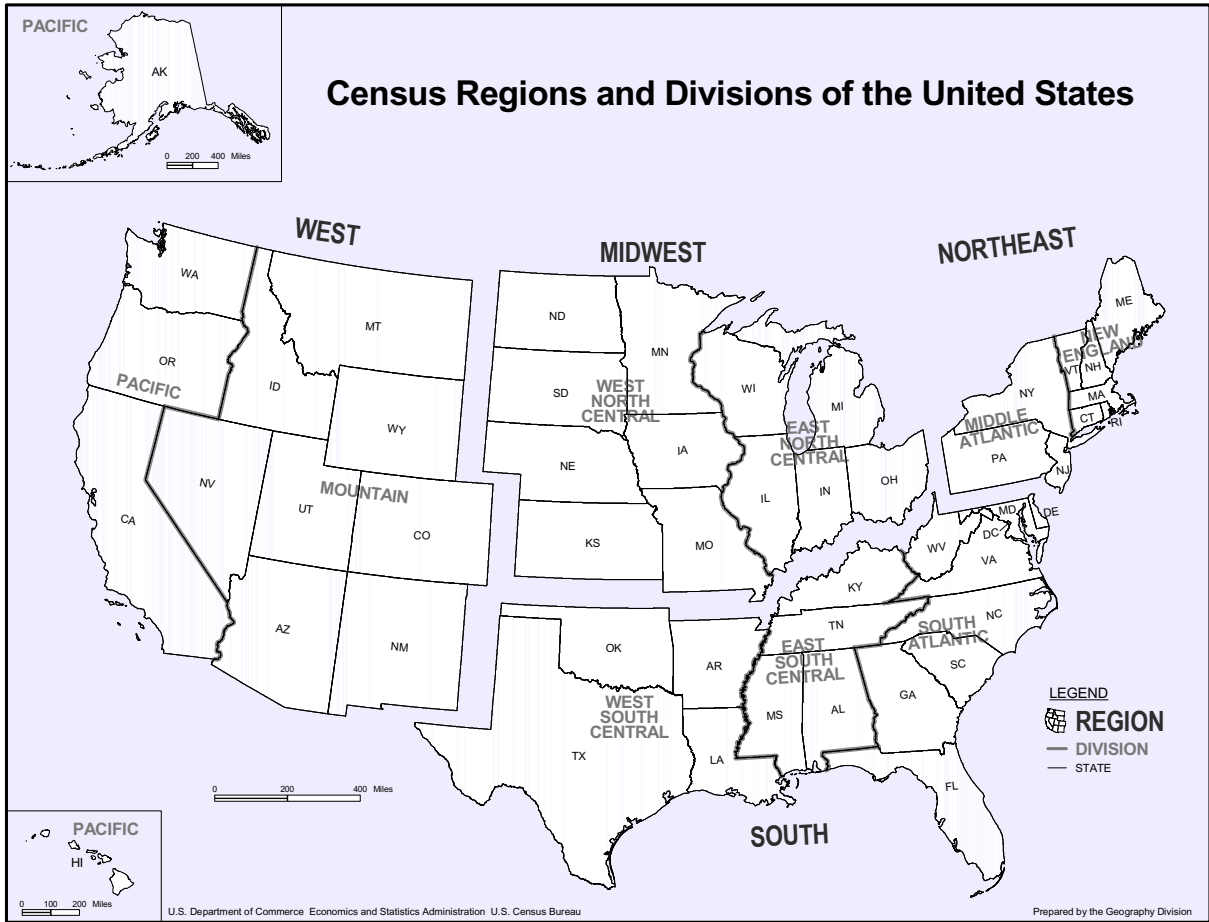 PACIFIC
AK
0 200 400 Miles
Census Regions and Divisions of the United States
WEST
MIDWEST
NORTHEAST
WA
MT
ND
MN
ME
OR
ID
SD
WI
MI
NY
VT
NH
NEW
ENGLAND
PACIFIC
WEST
NORTH
CENTRAL
MA
CT
RI
WY
IA
EAST
NORTH
CENTRAL
MIDDLE
ATLANTIC
PA
NJ
NV
NE
IL
IN
OH
MOUNTAIN
UT
CO
CA
KS
MO
WV
MD
DE
DC
VA
KY
AZ
NM
OK
AR
TN
NC
SOUTH
ATLANTIC
EAST
SOUTH
CENTRAL
SC
WEST
SOUTH
CENTRAL
MS
AL
GA
TX
LA
FL
LEGEND
REGION
DIVISION
STATE
0 200 400 Miles
SOUTH
PACIFIC
HI
0 100 200 Miles
U.S. Department of Commerce Economics and Statistics Administration U.S. Census Bureau
Prepared by the Geography Division